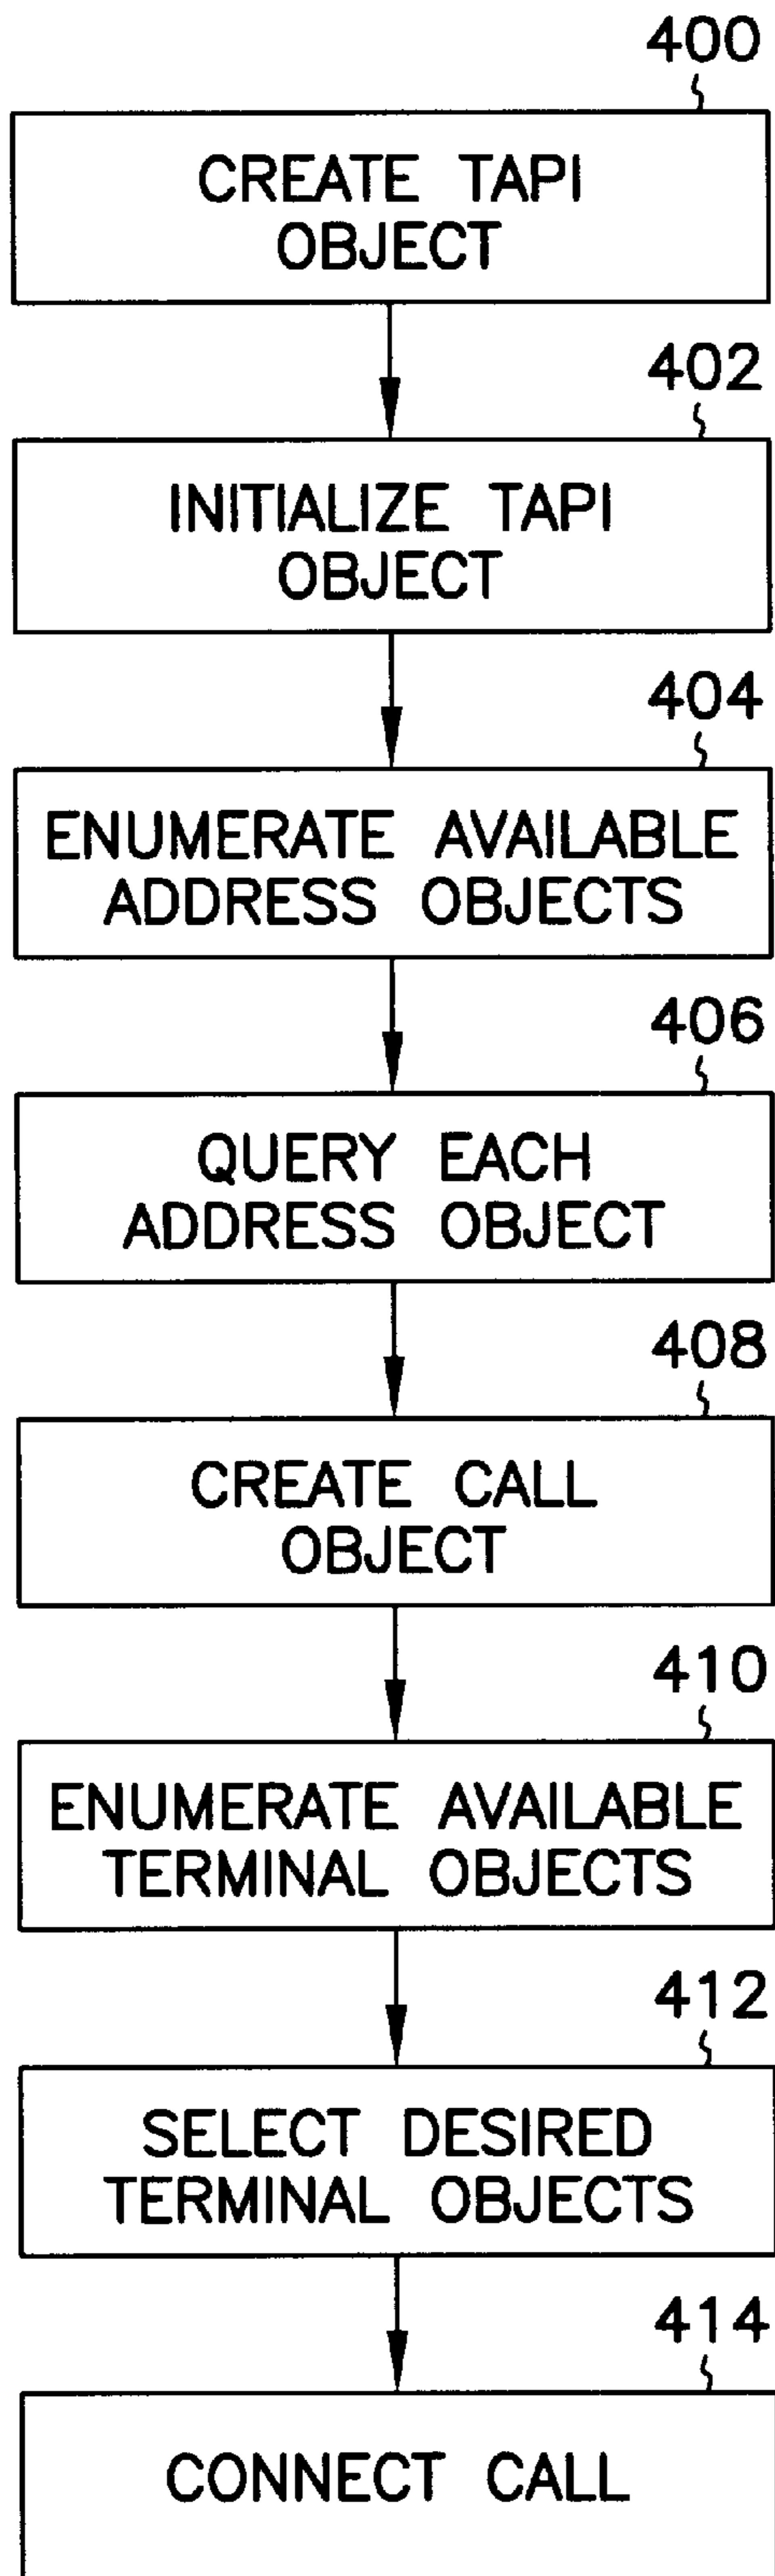 400
CREATE TAPI
OBJECT
402
INITIALIZE TAPI
OBJECT
404
ENUMERATE AVAILABLE
ADDRESS OBJECTS
406
QUERY EACH
ADDRESS OBJECT
408
CREATE CALL
OBJECT
410
ENUMERATE AVAILABLE
TERMINAL OBJECTS
412
SELECT DESIRED
TERMINAL OBJECTS
414
CONNECT CALL